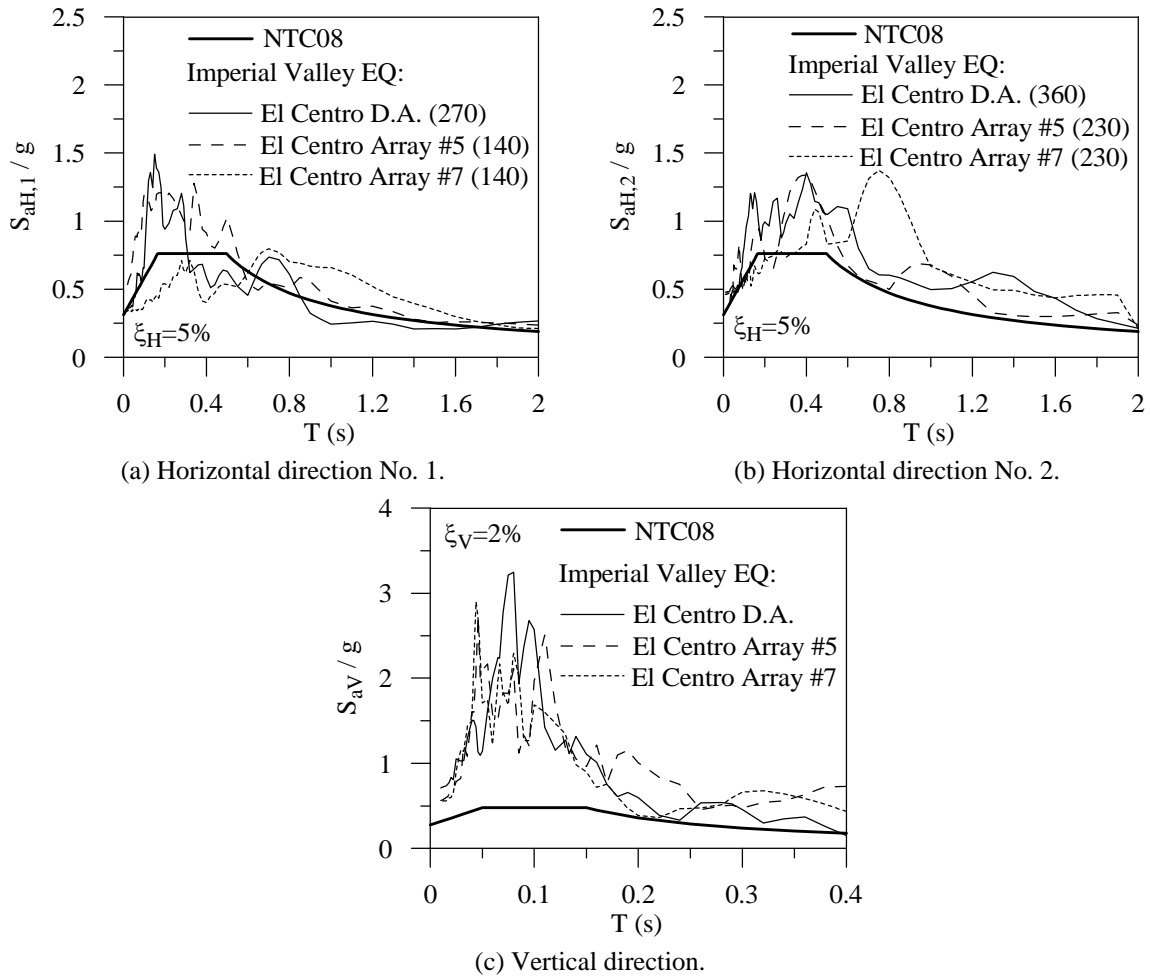 2.5
2
1.5
1
0.5
0
S_aH,1 / g
NTC08
Imperial Valley EQ:
El Centro D.A. (270)
El Centro Array #5 (140)
El Centro Array #7 (140)
ξ_H=5%
0 0.4 0.8 1.2 1.6 2
T (s)
(a) Horizontal direction No. 1.
2.5
2
1.5
1
0.5
0
S_aH,2 / g
NTC08
Imperial Valley EQ:
El Centro D.A. (360)
El Centro Array #5 (230)
El Centro Array #7 (230)
ξ_H=5%
0 0.4 0.8 1.2 1.6 2
T (s)
(b) Horizontal direction No. 2.
4
3
2
1
0
S_aV / g
ξ_V=2%
NTC08
Imperial Valley EQ:
El Centro D.A.
El Centro Array #5
El Centro Array #7
0 0.1 0.2 0.3 0.4
T (s)
(c) Vertical direction.